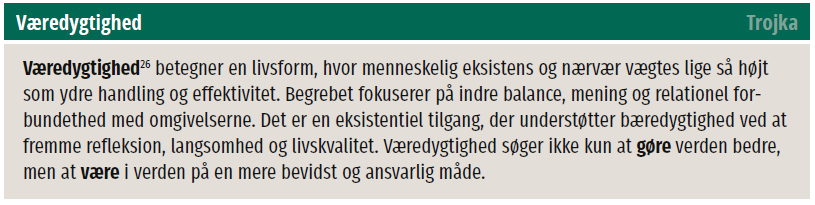 Væredygtighed Trojka
Væredygtighed26 betegner en livsform, hvor menneskelig eksistens og nærvær vægtes lige så højt
som ydre handling og effektivitet. Begrebet fokuserer på indre balance, mening og relationel for-
bundethed med omgivelserne. Det er en eksistentiel tilgang, der understøtter bæredygtighed ved at
fremme refleksion, langsomhed og livskvalitet. Væredygtighed søger ikke kun at gøre verden bedre,
men at være i verden på en mere bevidst og ansvarlig måde.